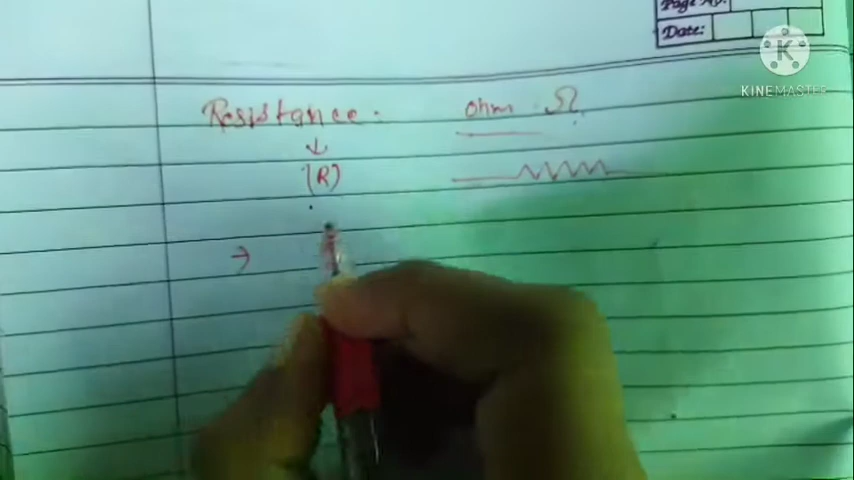 Page No.
Date:
KINEMASTER
Resistance. ohm Ω
↓
(R)
→